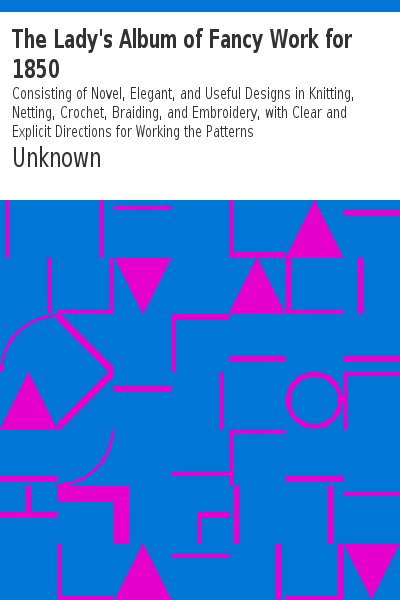 The Lady's Album of Fancy Work for
1850
Consisting of Novel, Elegant, and Useful Designs in Knitting,
Netting, Crochet, Braiding, and Embroidery, with Clear and
Explicit Directions for Working the Patterns
Unknown